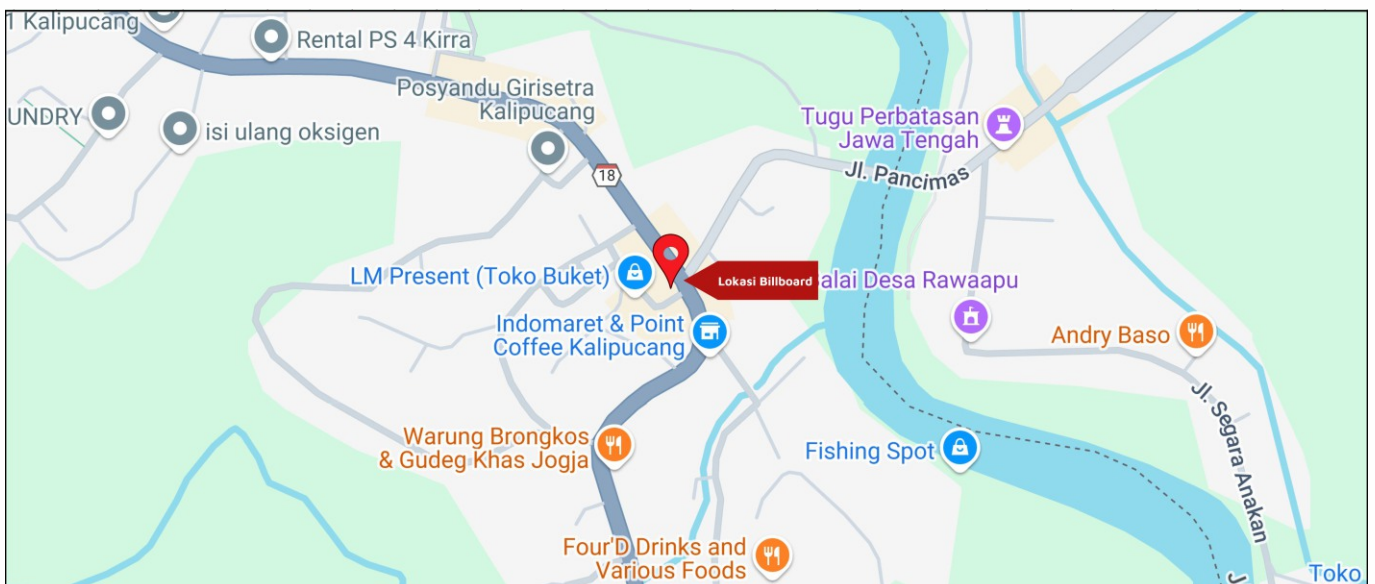 1 Kalipucang
Rental PS 4 Kirra
Posyandu Girisetra
Kalipucang
UNDRY
isi ulang oksigen
Tugu Perbatasan
Jawa Tengah
Jl. Pancimas
18
LM Present (Toko Buket)
Lokasi Billboard
alai Desa Rawaapu
Indomaret & Point
Coffee Kalipucang
Andry Baso
Jl. Segara Anakan
Warung Brongkos
& Gudeg Khas Jogja
Fishing Spot
Four'D Drinks and
Various Foods
J
Toko